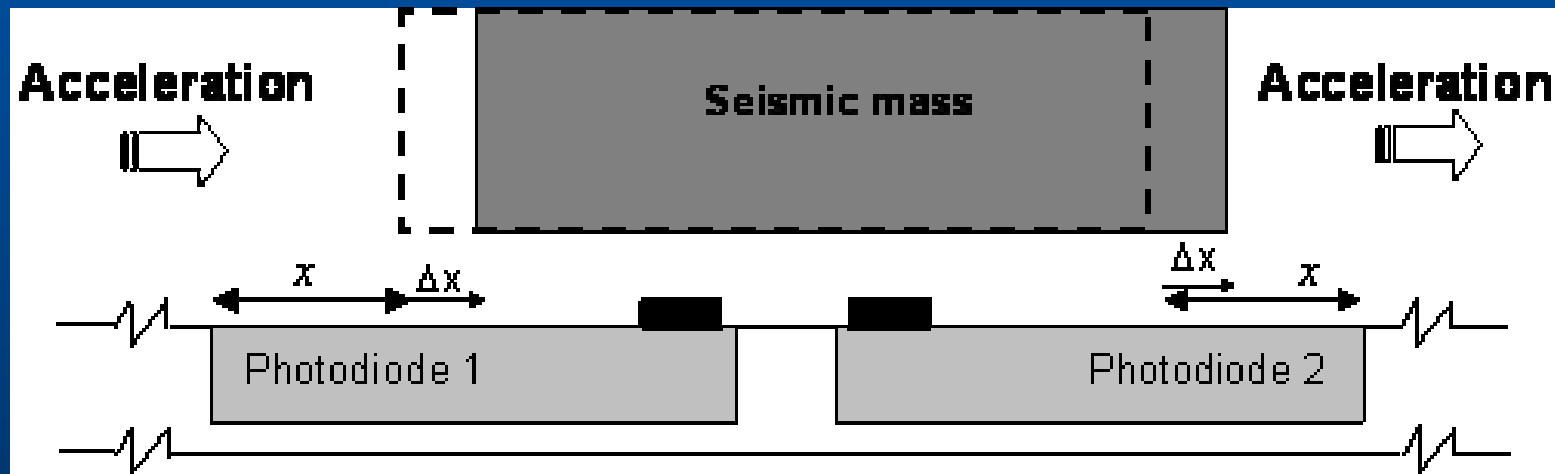 Acceleration
Seismic mass
Acceleration
x
Δx
Δx
x
Photodiode 1
Photodiode 2